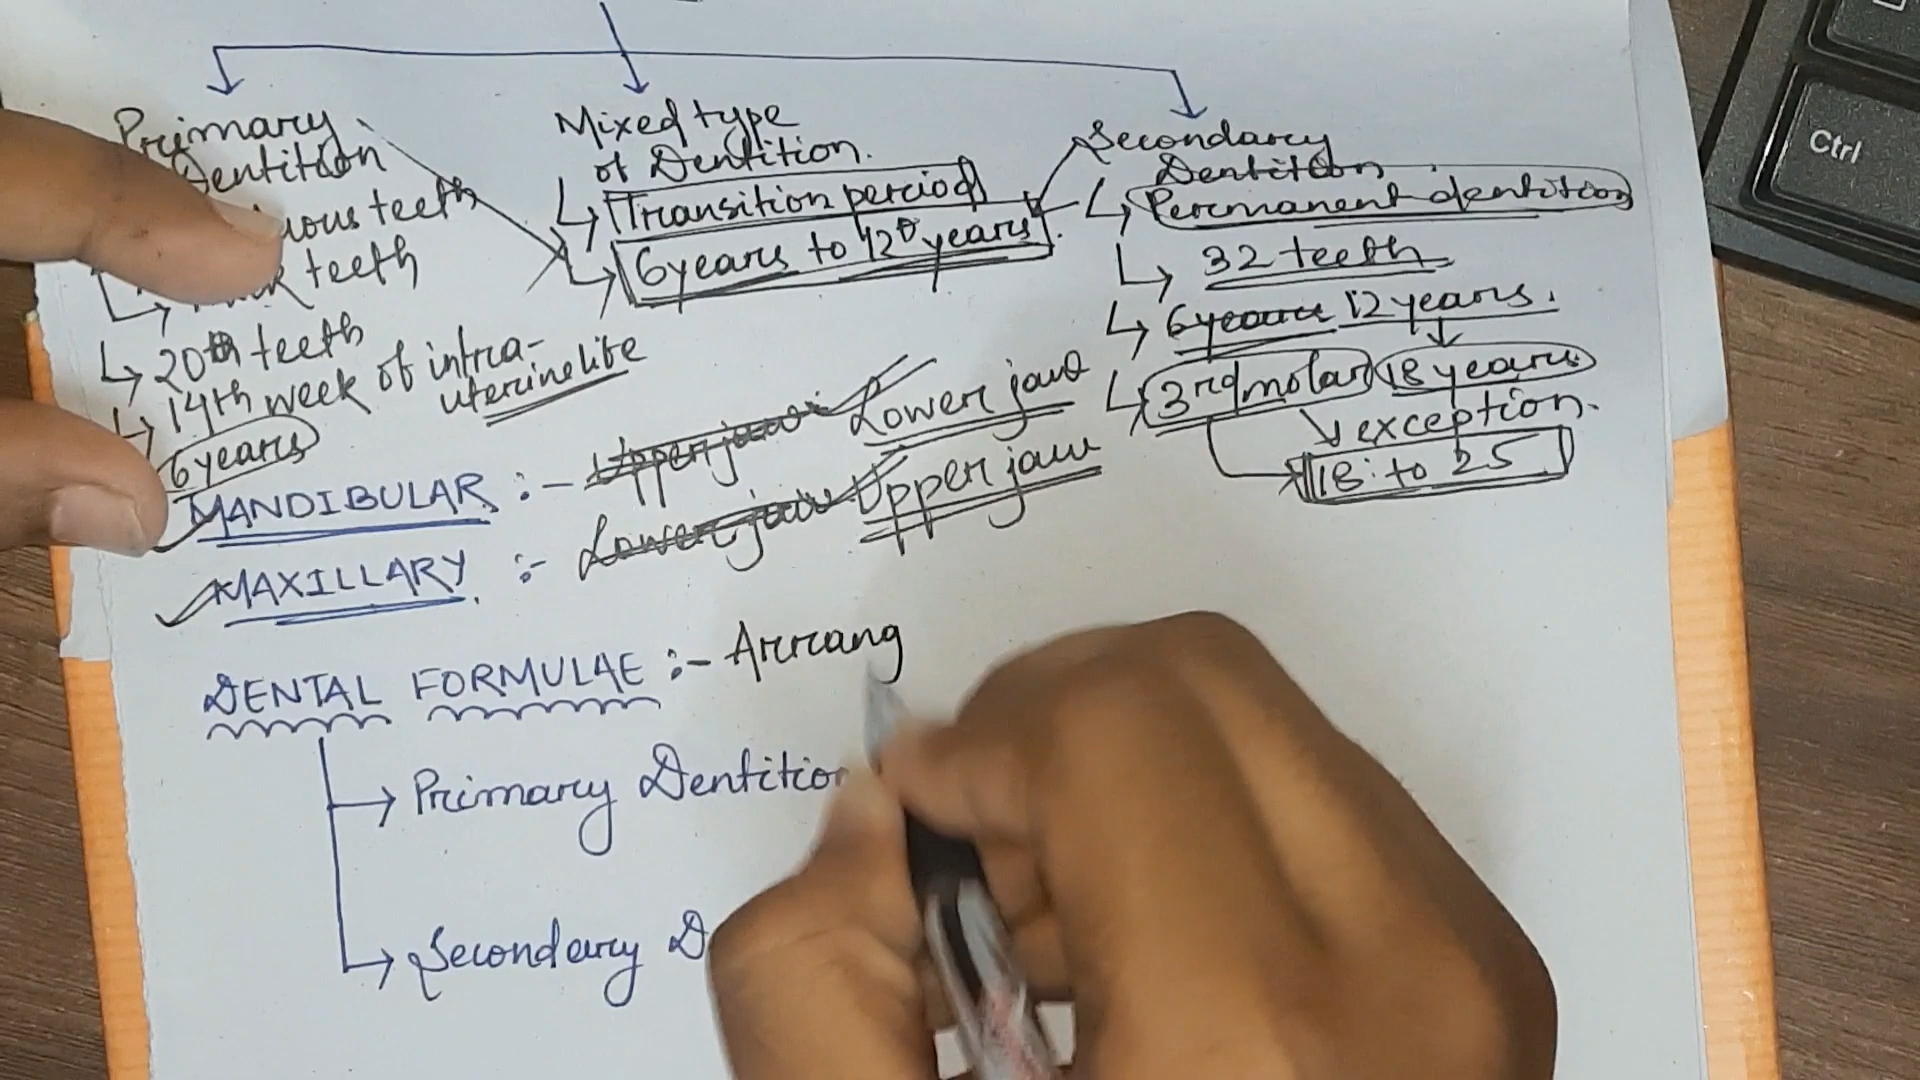 Primary
Dentition
teeth
teeth
20th teeth
14th week of intra-
uterine life
6years
Mixed type
of Dentition.
Transition period
6years to 12 years.
Secondary
Dentition
Permanent dentition
32 teeth
6years 12 years.
3rd molar 18 years
exception.
18 to 25
MANDIBULAR :- Upper jaw Lower jaw
MAXILLARY :- Lower jaw Upper jaw
DENTAL FORMULAE :- Arrang
Primary Dentition
Secondary D
Ctrl